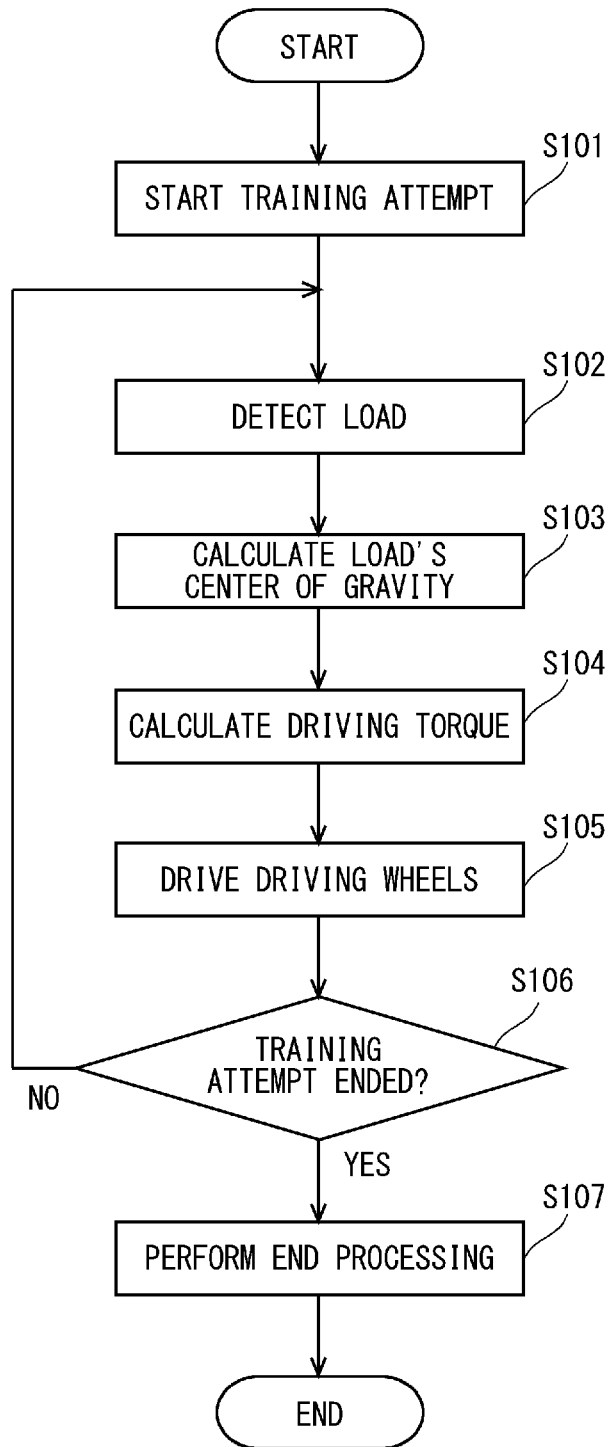 START
S101
START TRAINING ATTEMPT
S102
DETECT LOAD
S103
CALCULATE LOAD'S
CENTER OF GRAVITY
S104
CALCULATE DRIVING TORQUE
S105
DRIVE DRIVING WHEELS
S106
TRAINING
ATTEMPT ENDED?
NO
YES
S107
PERFORM END PROCESSING
END